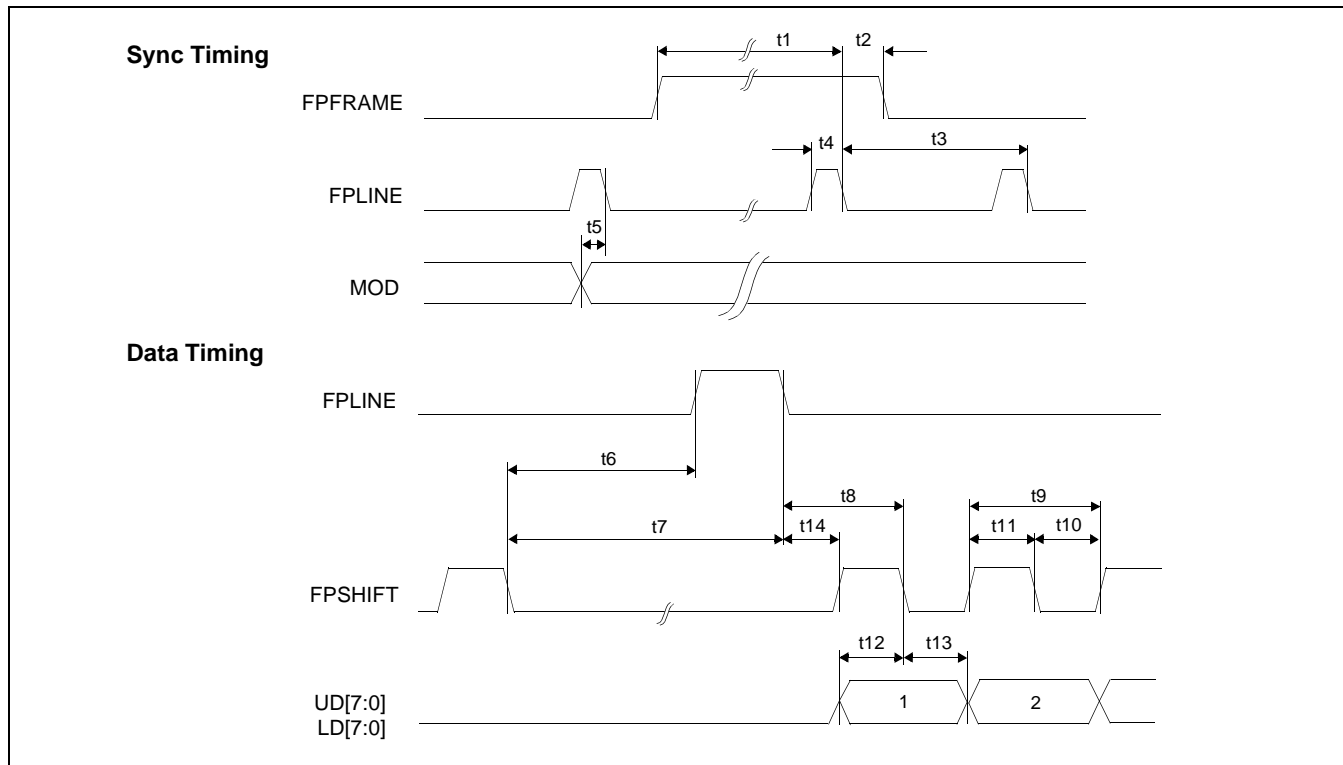 Sync Timing
t1
t2
FPFRAME
t4
t3
FPLINE
t5
MOD
Data Timing
FPLINE
t6
t8
t9
t7
t14
t11
t10
FPSHIFT
t12
t13
UD[7:0]
LD[7:0]
1
2